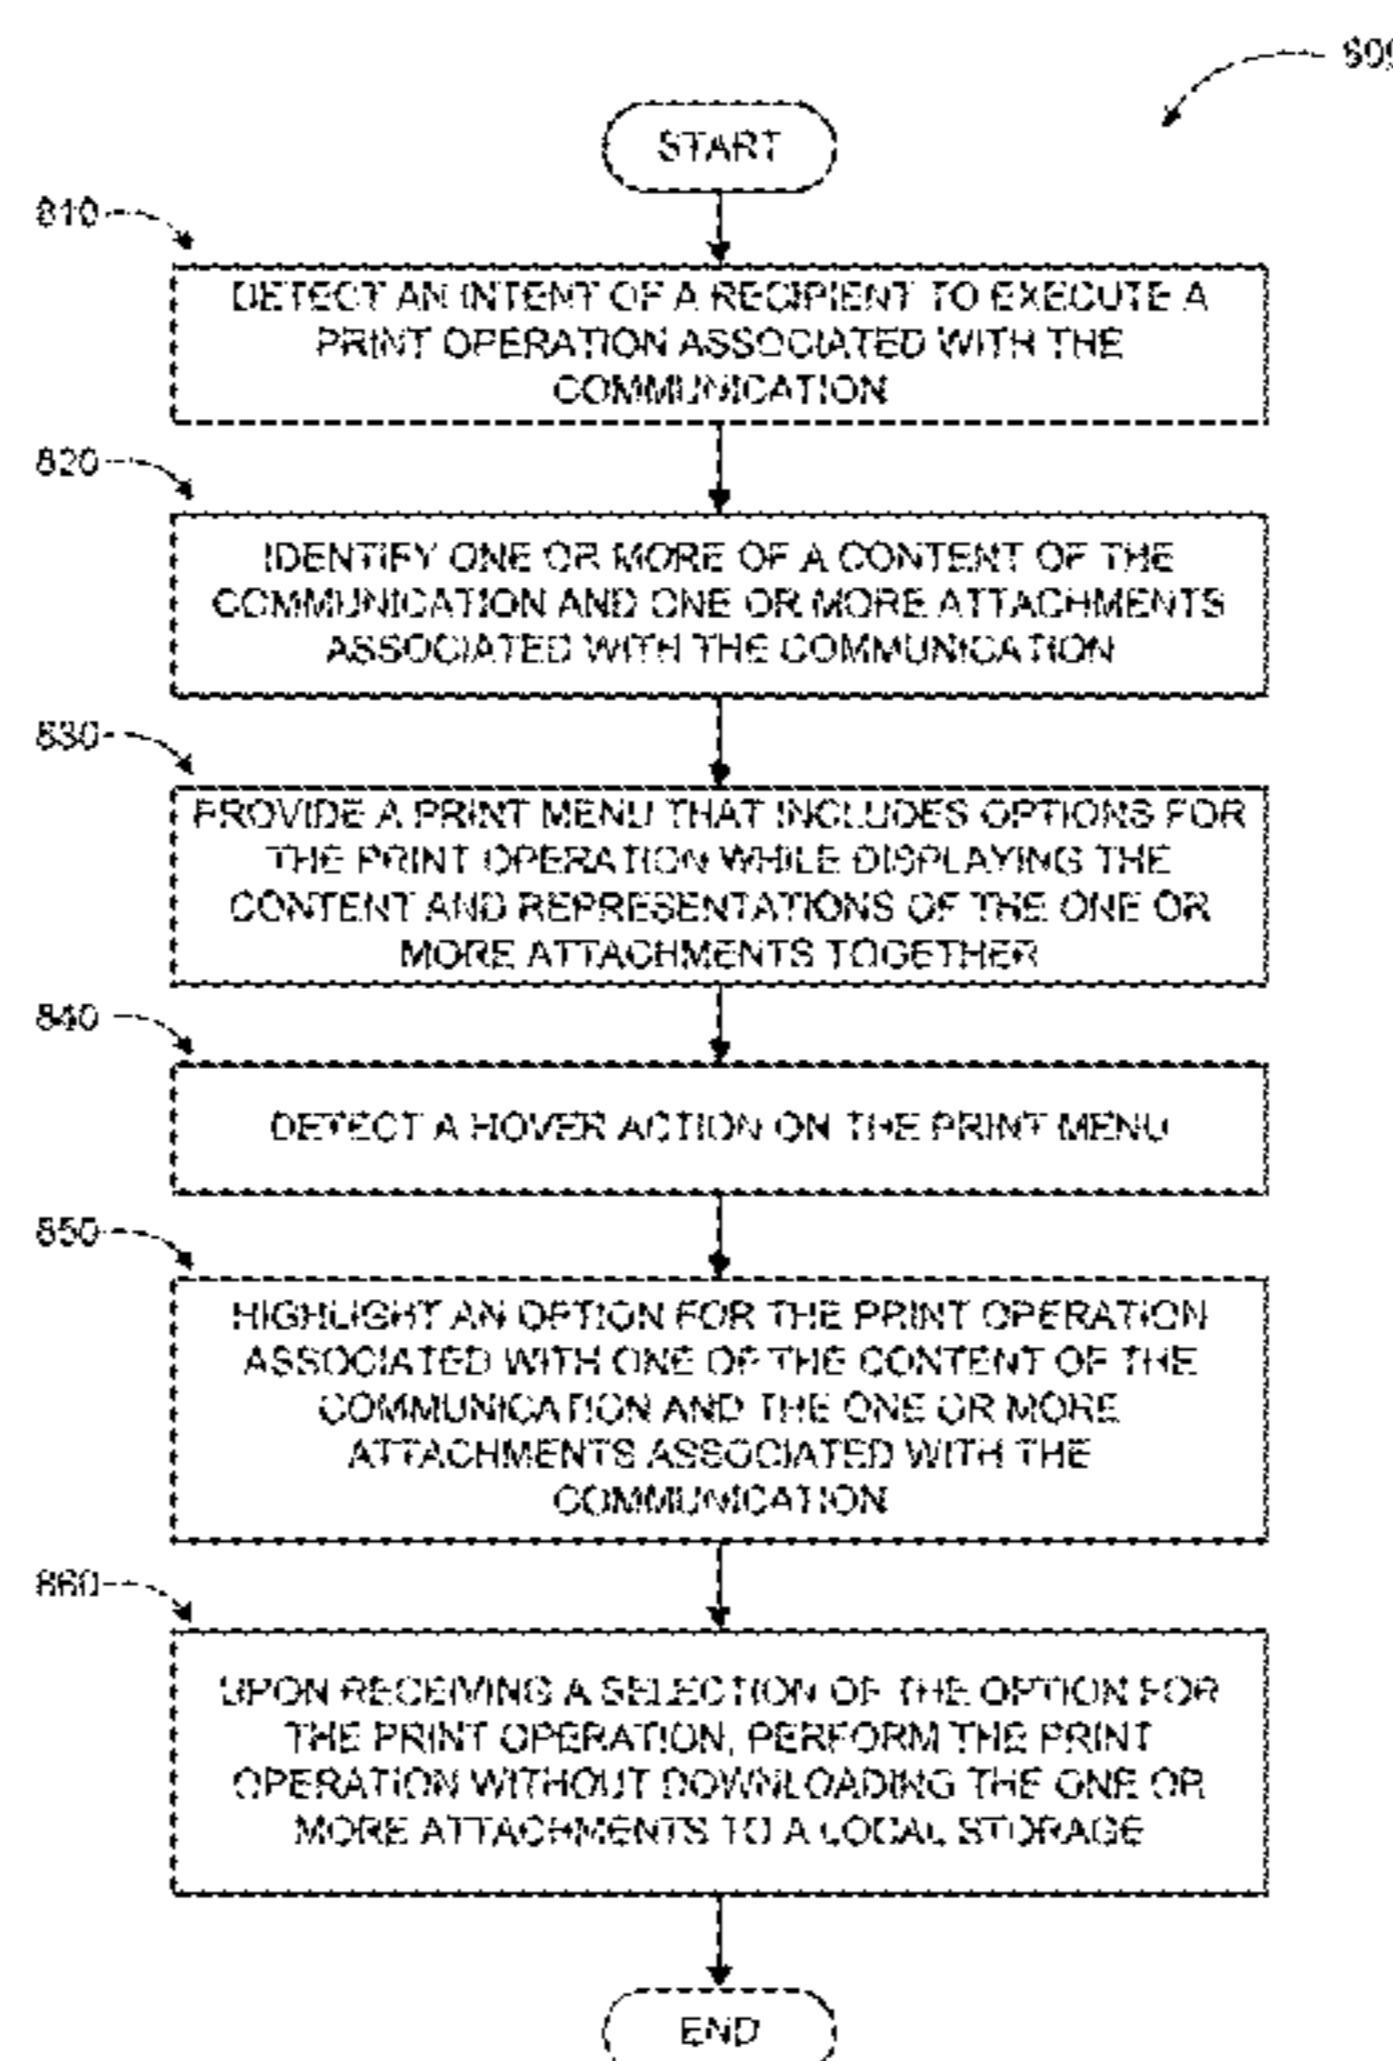 800
START
810
DETECT AN INTENT OF A RECIPIENT TO EXECUTE A
PRINT OPERATION ASSOCIATED WITH THE
COMMUNICATION
820
IDENTIFY ONE OR MORE OF A CONTENT OF THE
COMMUNICATION AND ONE OR MORE ATTACHMENTS
ASSOCIATED WITH THE COMMUNICATION
830
PROVIDE A PRINT MENU THAT INCLUDES OPTIONS FOR
THE PRINT OPERATION WHILE DISPLAYING THE
CONTENT AND REPRESENTATIONS OF THE ONE OR
MORE ATTACHMENTS TOGETHER
840
DETECT A HOVER ACTION ON THE PRINT MENU
850
HIGHLIGHT AN OPTION FOR THE PRINT OPERATION
ASSOCIATED WITH ONE OF THE CONTENT OF THE
COMMUNICATION AND THE ONE OR MORE
ATTACHMENTS ASSOCIATED WITH THE
COMMUNICATION
860
UPON RECEIVING A SELECTION OF THE OPTION FOR
THE PRINT OPERATION, PERFORM THE PRINT
OPERATION WITHOUT DOWNLOADING THE ONE OR
MORE ATTACHMENTS TO A LOCAL STORAGE
END